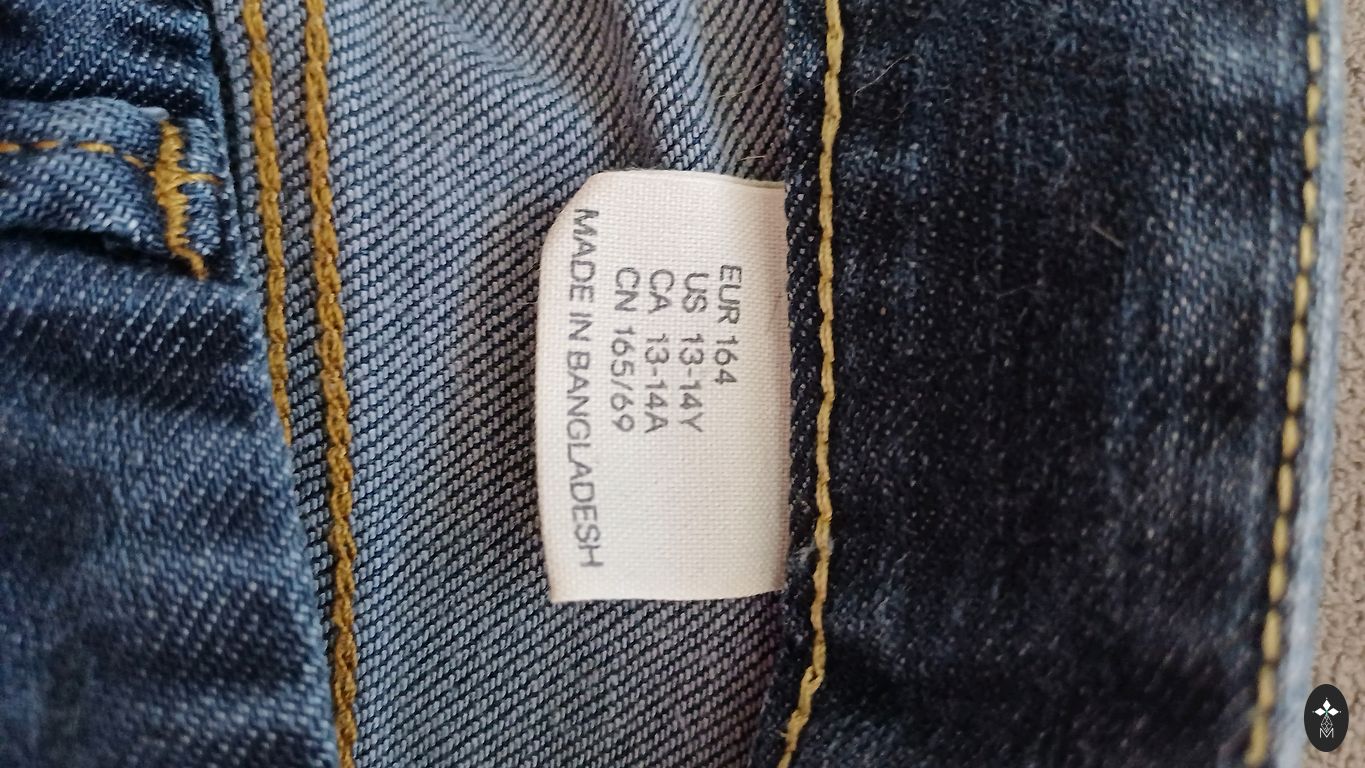 EUR 164
US 13-14Y
CA 13-14A
CN 165/69
MADE IN BANGLADESH
M